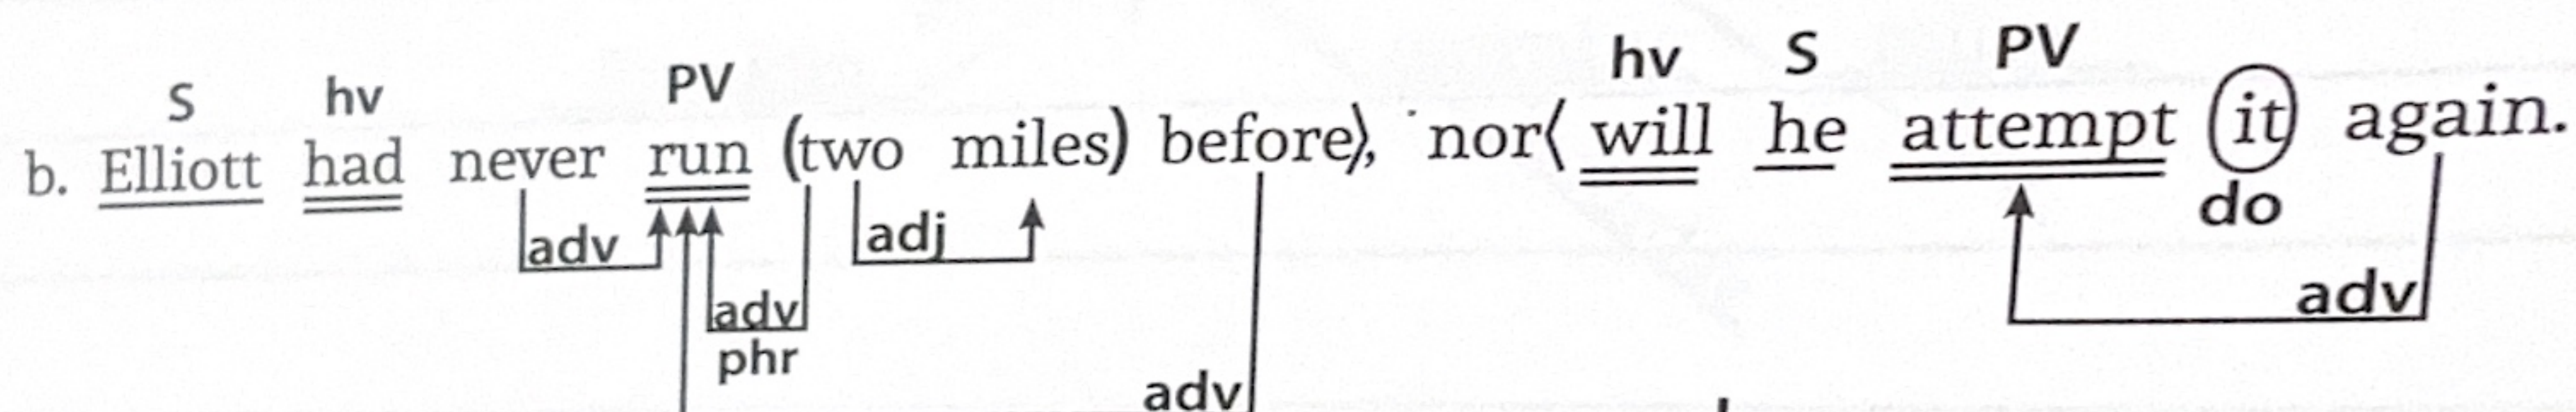 S hv PV hv S PV
b. Elliott had never run (two miles) before⟩, nor⟨ will he attempt it again.
adv adj do
adv adv
phr
adv